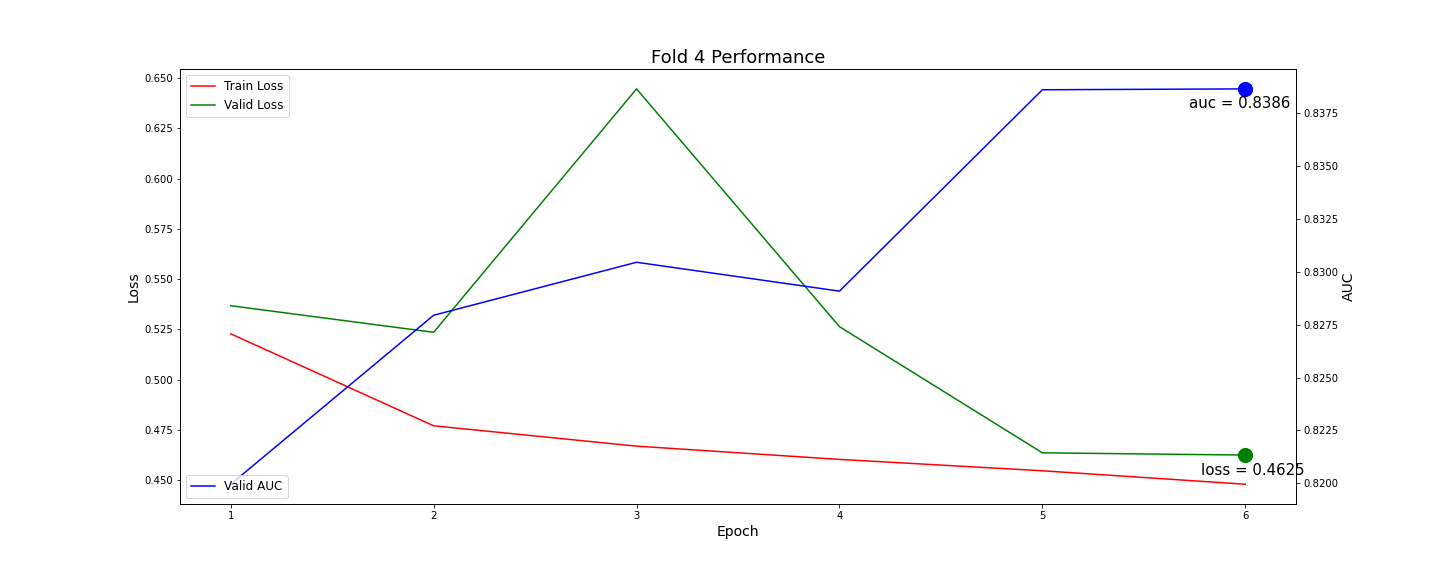 Fold 4 Performance
Train Loss
Valid Loss
Valid AUC
auc = 0.8386
loss = 0.4625
Loss
0.650
0.625
0.600
0.575
0.550
0.525
0.500
0.475
0.450
AUC
0.8375
0.8350
0.8325
0.8300
0.8275
0.8250
0.8225
0.8200
1 2 3 4 5 6
Epoch